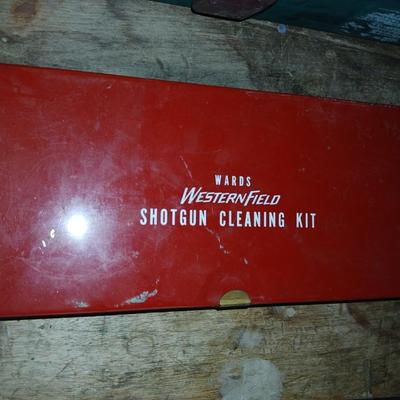 WARDS
WESTERNFIELD
SHOTGUN CLEANING KIT